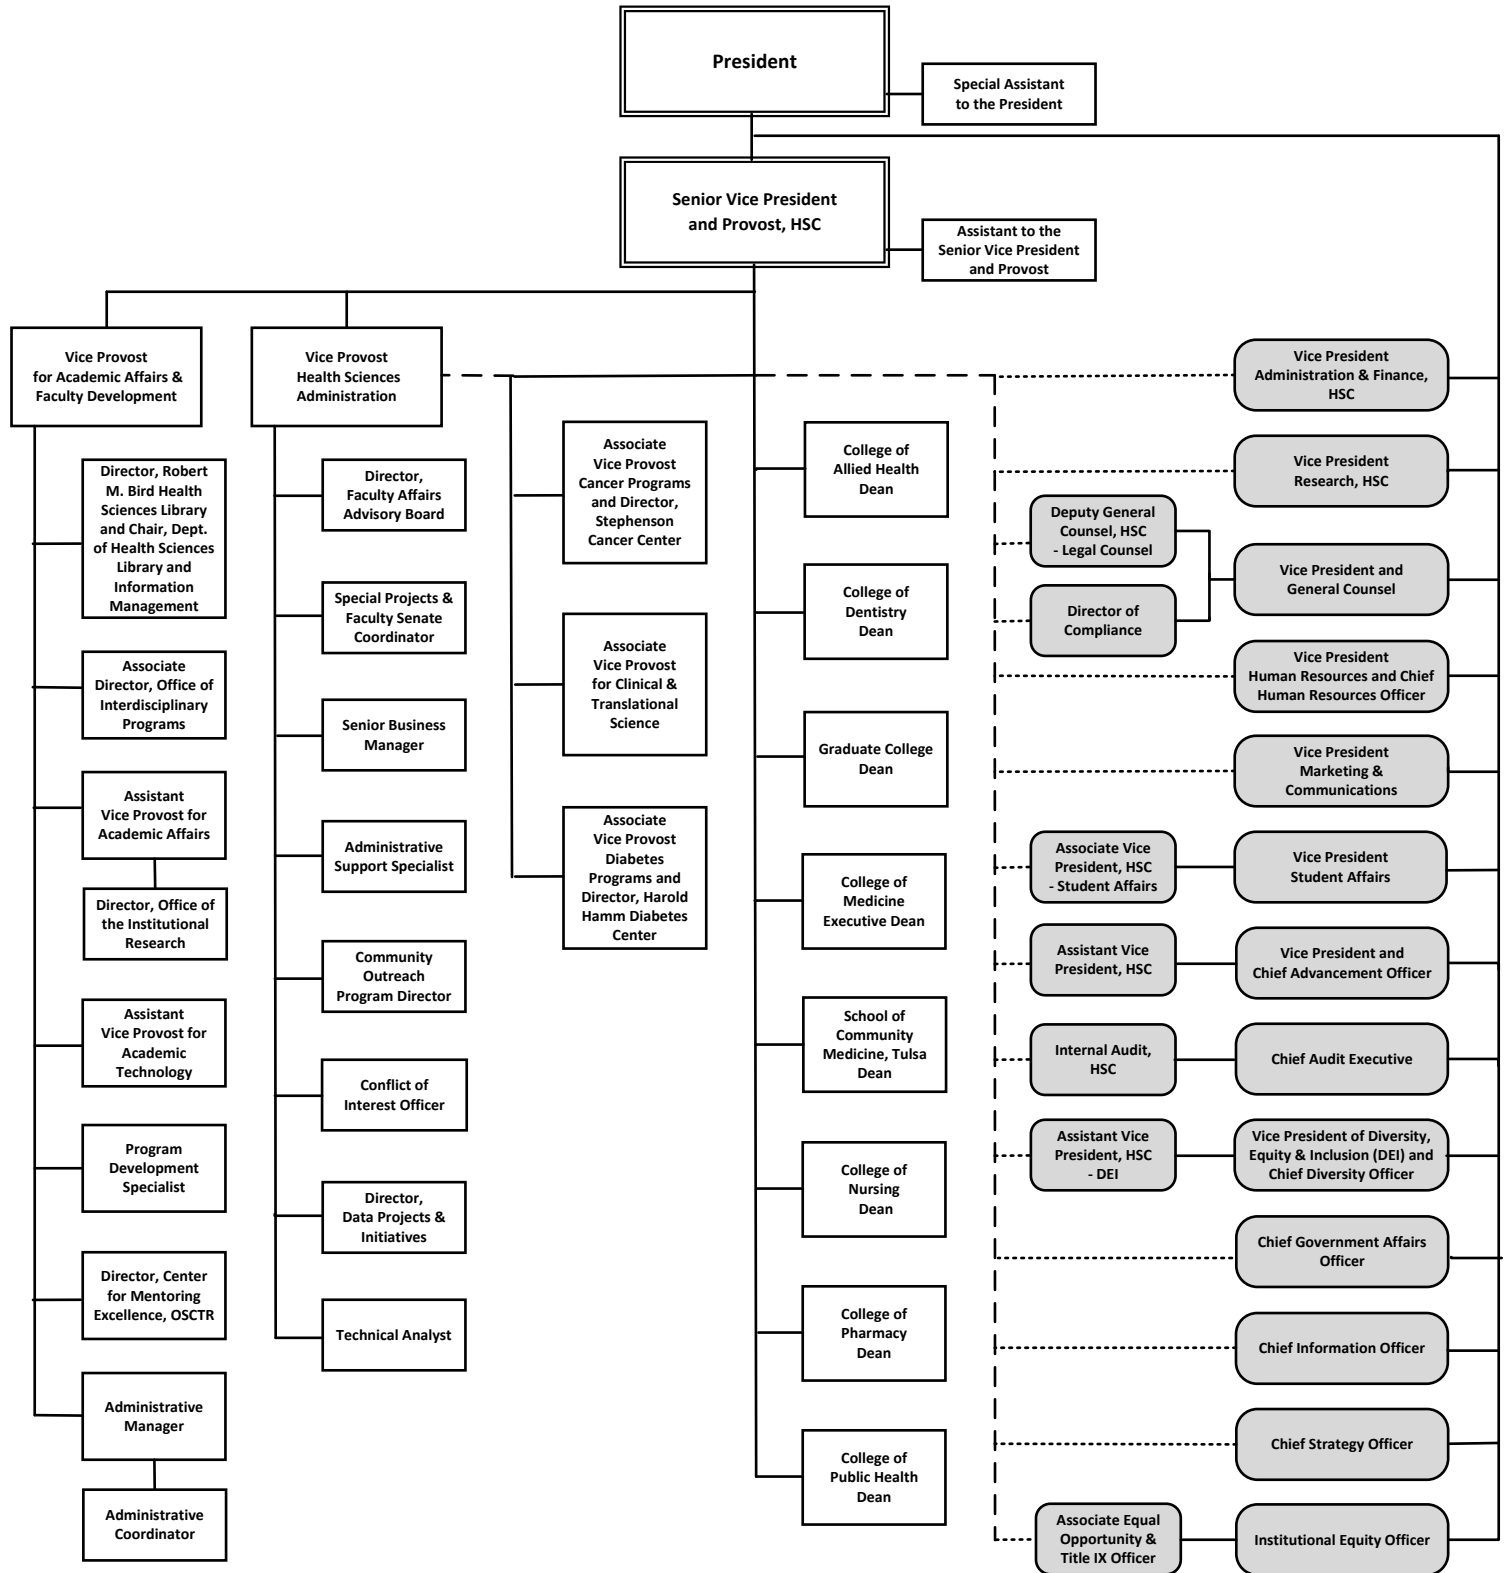 President
Special Assistant
to the President
Senior Vice President
and Provost, HSC
Assistant to the
Senior Vice President
and Provost
Vice Provost
for Academic Affairs &
Faculty Development
Director, Robert
M. Bird Health
Sciences Library
and Chair, Dept.
of Health Sciences
Library and
Information
Management
Associate
Director, Office of
Interdisciplinary
Programs
Assistant
Vice Provost for
Academic Affairs
Director, Office of
the Institutional
Research
Assistant
Vice Provost for
Academic
Technology
Program
Development
Specialist
Director, Center
for Mentoring
Excellence, OSCTR
Administrative
Manager
Administrative
Coordinator
Vice Provost
Health Sciences
Administration
Director,
Faculty Affairs
Advisory Board
Special Projects &
Faculty Senate
Coordinator
Senior Business
Manager
Administrative
Support Specialist
Community
Outreach
Program Director
Conflict of
Interest Officer
Director,
Data Projects &
Initiatives
Technical Analyst
Associate
Vice Provost
Cancer Programs
and Director,
Stephenson
Cancer Center
Associate
Vice Provost
for Clinical &
Translational
Science
Associate
Vice Provost
Diabetes
Programs and
Director, Harold
Hamm Diabetes
Center
College of
Allied Health
Dean
College of
Dentistry
Dean
Graduate College
Dean
College of
Medicine
Executive Dean
School of
Community
Medicine, Tulsa
Dean
College of
Nursing
Dean
College of
Pharmacy
Dean
College of
Public Health
Dean
Vice President
Administration & Finance,
HSC
Vice President
Research, HSC
Deputy General
Counsel, HSC
- Legal Counsel
Director of
Compliance
Vice President and
General Counsel
Vice President
Human Resources and Chief
Human Resources Officer
Vice President
Marketing &
Communications
Associate Vice
President, HSC
- Student Affairs
Vice President
Student Affairs
Assistant Vice
President, HSC
Vice President and
Chief Advancement Officer
Internal Audit,
HSC
Chief Audit Executive
Assistant Vice
President, HSC
- DEI
Vice President of Diversity,
Equity & Inclusion (DEI) and
Chief Diversity Officer
Chief Government Affairs
Officer
Chief Information Officer
Chief Strategy Officer
Associate Equal
Opportunity &
Title IX Officer
Institutional Equity Officer